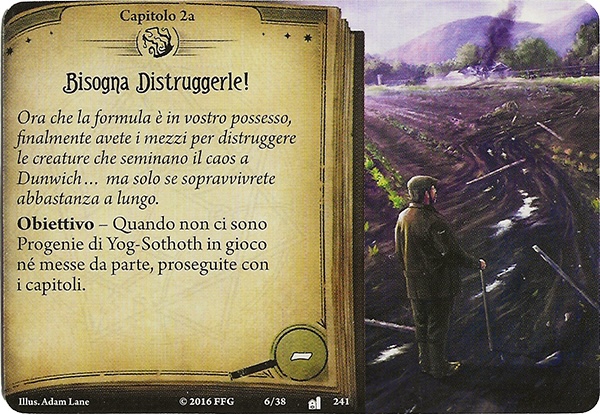 Capitolo 2a
Bisogna Distruggerle!
Ora che la formula è in vostro possesso,
finalmente avete i mezzi per distruggere
le creature che seminano il caos a
Dunwich… ma solo se sopravvivrete
abbastanza a lungo.
Obiettivo – Quando non ci sono
Progenie di Yog-Sothoth in gioco
né messe da parte, proseguite con
i capitoli.
–
Illus. Adam Lane © 2016 FFG 6/38 241